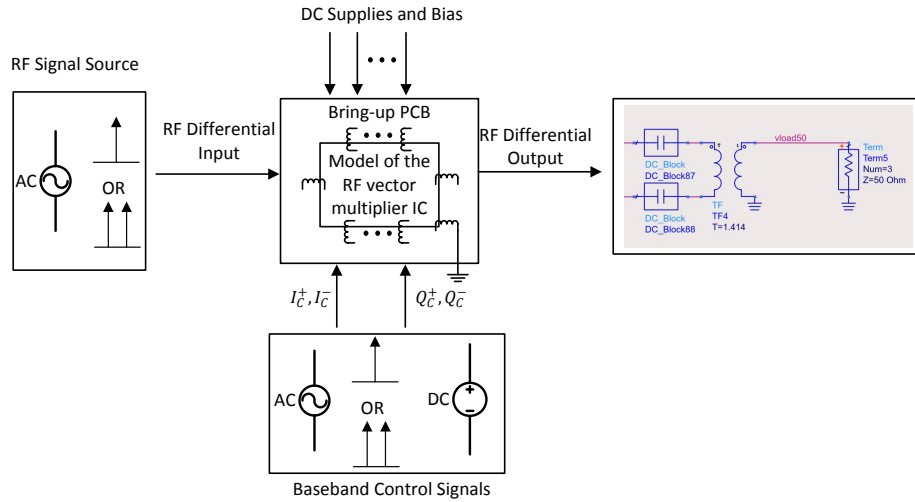 DC Supplies and Bias
RF Signal Source
AC
OR
RF Differential
Input
Bring-up PCB
Model of the
RF vector
multiplier IC
RF Differential
Output
DC_Block
DC_Block87
DC_Block
DC_Block88
TF
TF4
T=1.414
vload50
Term
Term5
Num=3
Z=50 Ohm
I_C^+, I_C^-
Q_C^+, Q_C^-
AC
OR
DC
Baseband Control Signals